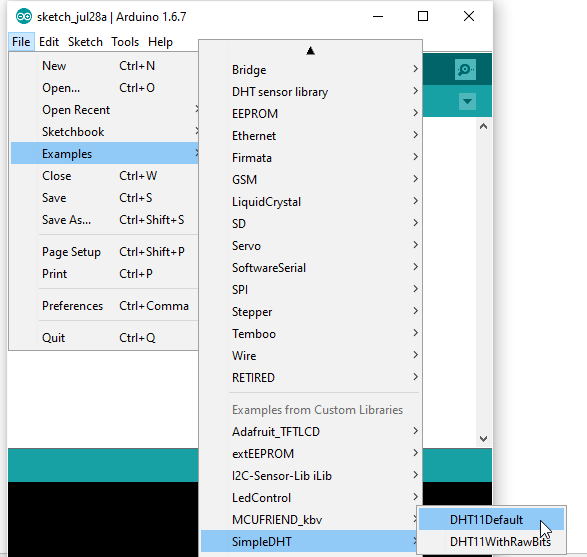 sketch_jul28a | Arduino 1.6.7
File Edit Sketch Tools Help
New Ctrl+N
Open... Ctrl+O
Open Recent
Sketchbook
Examples
Close Ctrl+W
Save Ctrl+S
Save As... Ctrl+Shift+S
Page Setup Ctrl+Shift+P
Print Ctrl+P
Preferences Ctrl+Comma
Quit Ctrl+Q
Bridge
DHT sensor library
EEPROM
Ethernet
Firmata
GSM
LiquidCrystal
SD
Servo
SoftwareSerial
SPI
Stepper
Temboo
Wire
RETIRED
Examples from Custom Libraries
Adafruit_TFTLCD
extEEPROM
I2C-Sensor-Lib iLib
LedControl
MCUFRIEND_kbv
SimpleDHT
DHT11Default
DHT11WithRawBits